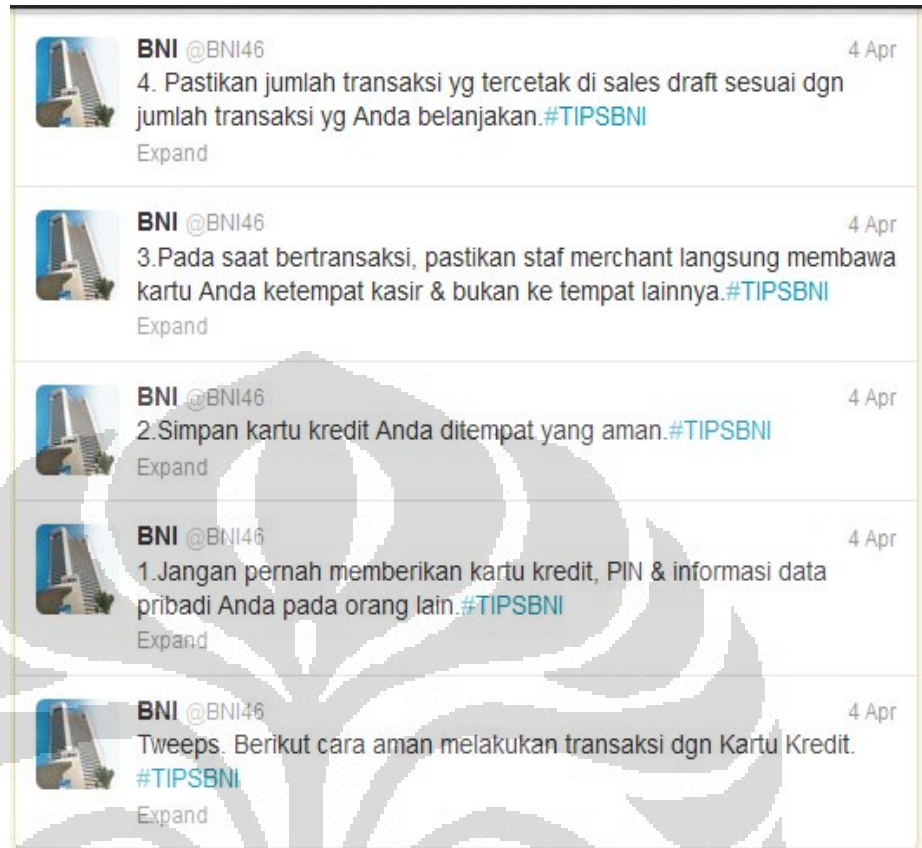 BNI @BNI46 4 Apr
4. Pastikan jumlah transaksi yg tercetak di sales draft sesuai dgn
jumlah transaksi yg Anda belanjakan.#TIPSBNI
Expand
BNI @BNI46 4 Apr
3.Pada saat bertransaksi, pastikan staf merchant langsung membawa
kartu Anda ketempat kasir & bukan ke tempat lainnya.#TIPSBNI
Expand
BNI @BNI46 4 Apr
2.Simpan kartu kredit Anda ditempat yang aman.#TIPSBNI
Expand
BNI @BNI46 4 Apr
1.Jangan pernah memberikan kartu kredit, PIN & informasi data
pribadi Anda pada orang lain.#TIPSBNI
Expand
BNI @BNI46 4 Apr
Tweeps. Berikut cara aman melakukan transaksi dgn Kartu Kredit.
#TIPSBNI
Expand